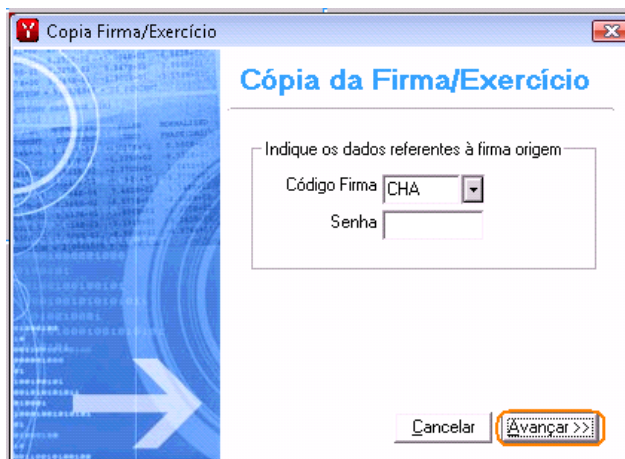 Copia Firma/Exercício
Cópia da Firma/Exercício
Indique os dados referentes à firma origem
Código Firma CHA
Senha
Cancelar Avançar >>